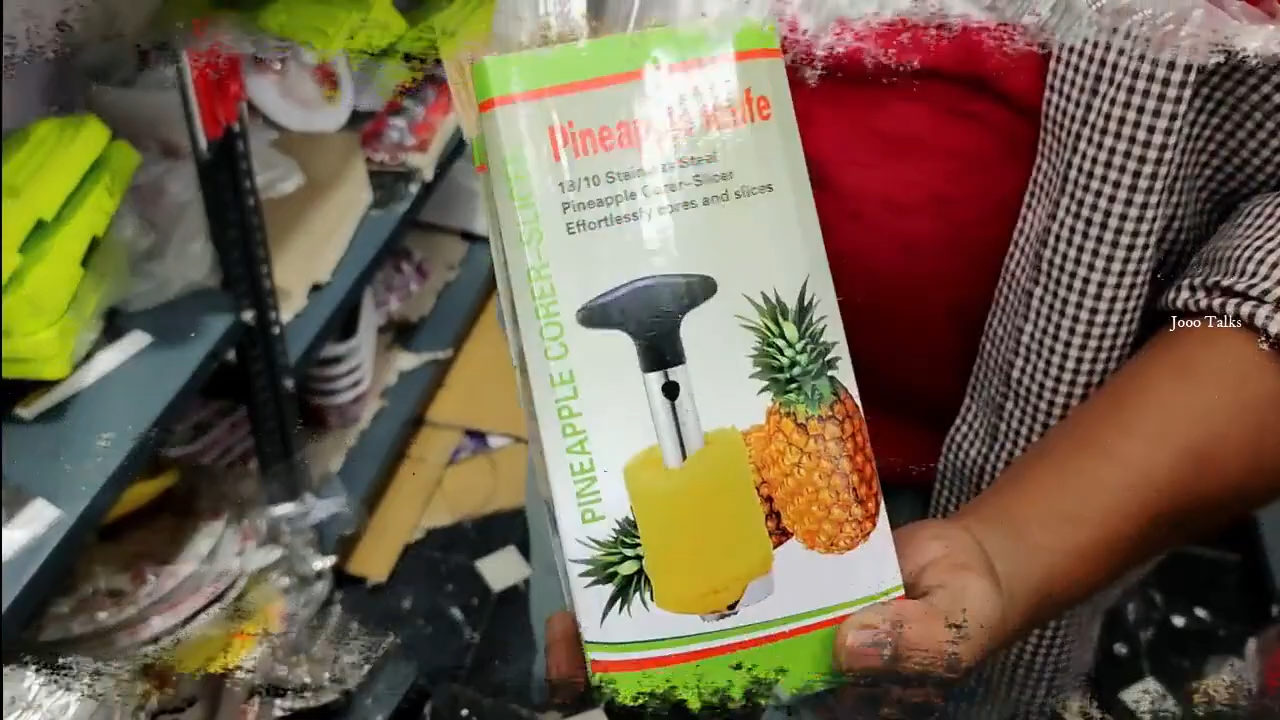 Pineapple Knife
18/10 Stainless Steel
Pineapple Corer-Slicer
Effortlessly cores and slices
PINEAPPLE CORER-SLICER
Jooo Talks